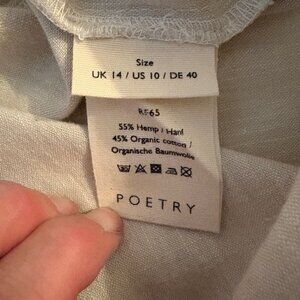 Size
UK 14 / US 10 / DE 40
RF65
55% Hemp / Hanf
45% Organic cotton /
Organische Baumwolle
POETRY